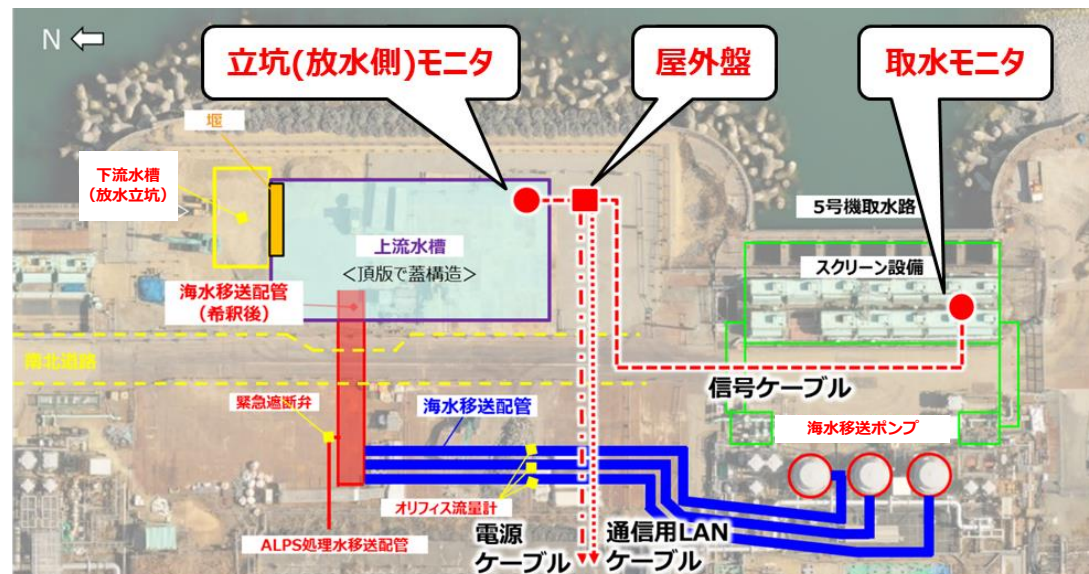 N
立坑(放水側)モニタ
屋外盤
取水モニタ
堰
下流水槽
(放水立坑)
5号機取水路
上流水槽
<頂版で蓋構造>
スクリーン設備
海水移送配管
(希釈後)
南北道路
信号ケーブル
緊急遮断弁
海水移送配管
海水移送ポンプ
オリフィス流量計
電源
ケーブル
通信用LAN
ケーブル
ALPS処理水移送配管